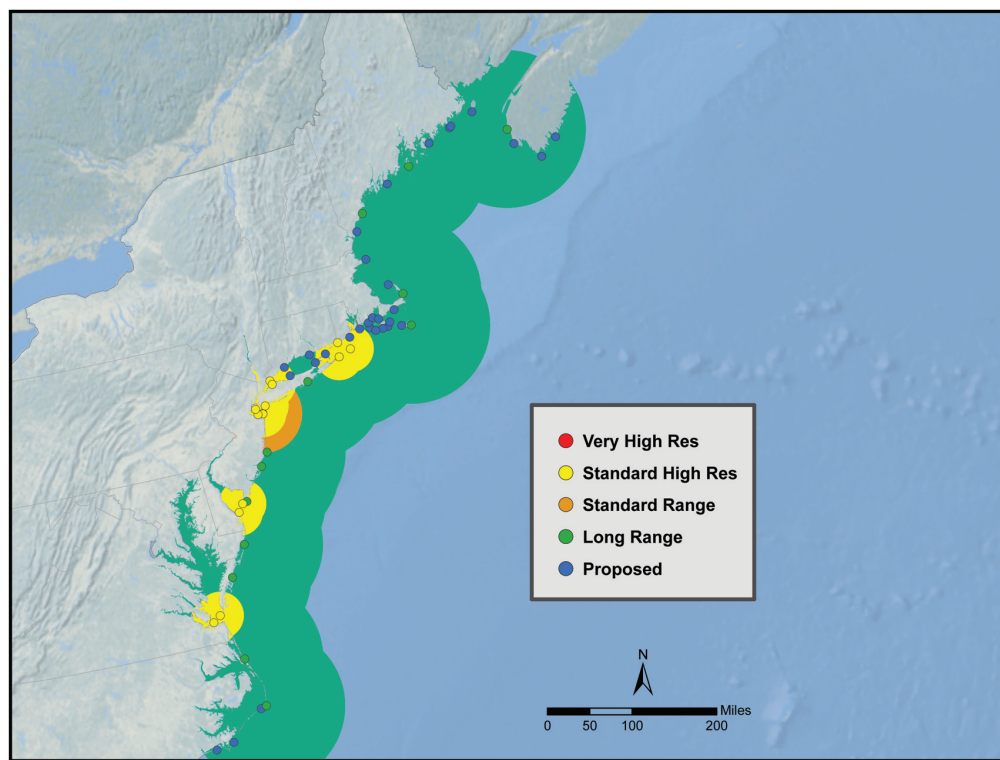 Very High Res
Standard High Res
Standard Range
Long Range
Proposed
N
Miles
0 50 100 200